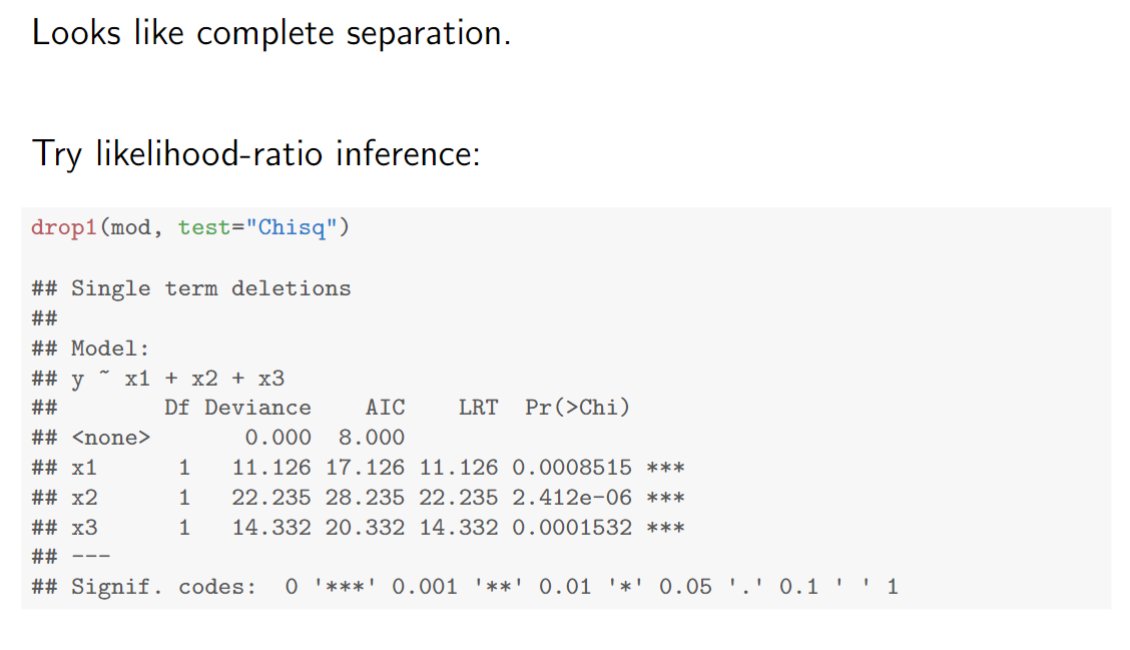 Looks like complete separation.
Try likelihood-ratio inference:
drop1(mod, test="Chisq")
## Single term deletions
##
## Model:
## y ~ x1 + x2 + x3
##        Df Deviance    AIC    LRT  Pr(>Chi)
## <none>       0.000  8.000
## x1      1   11.126 17.126 11.126 0.0008515 ***
## x2      1   22.235 28.235 22.235 2.412e-06 ***
## x3      1   14.332 20.332 14.332 0.0001532 ***
## ---
## Signif. codes:  0 '***' 0.001 '**' 0.01 '*' 0.05 '.' 0.1 ' ' 1